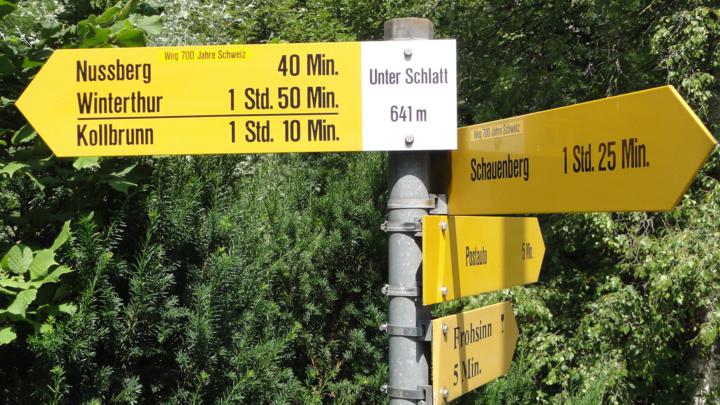 Weg 700 Jahre Schweiz
Nussberg 40 Min.
Winterthur 1 Std. 50 Min.
Kollbrunn 1 Std. 10 Min.
Unter Schlatt
641 m
Weg 700 Jahre Schweiz
Schauenberg 1 Std. 25 Min.
Postauto 5 Min.
Frohsinn
5 Min.